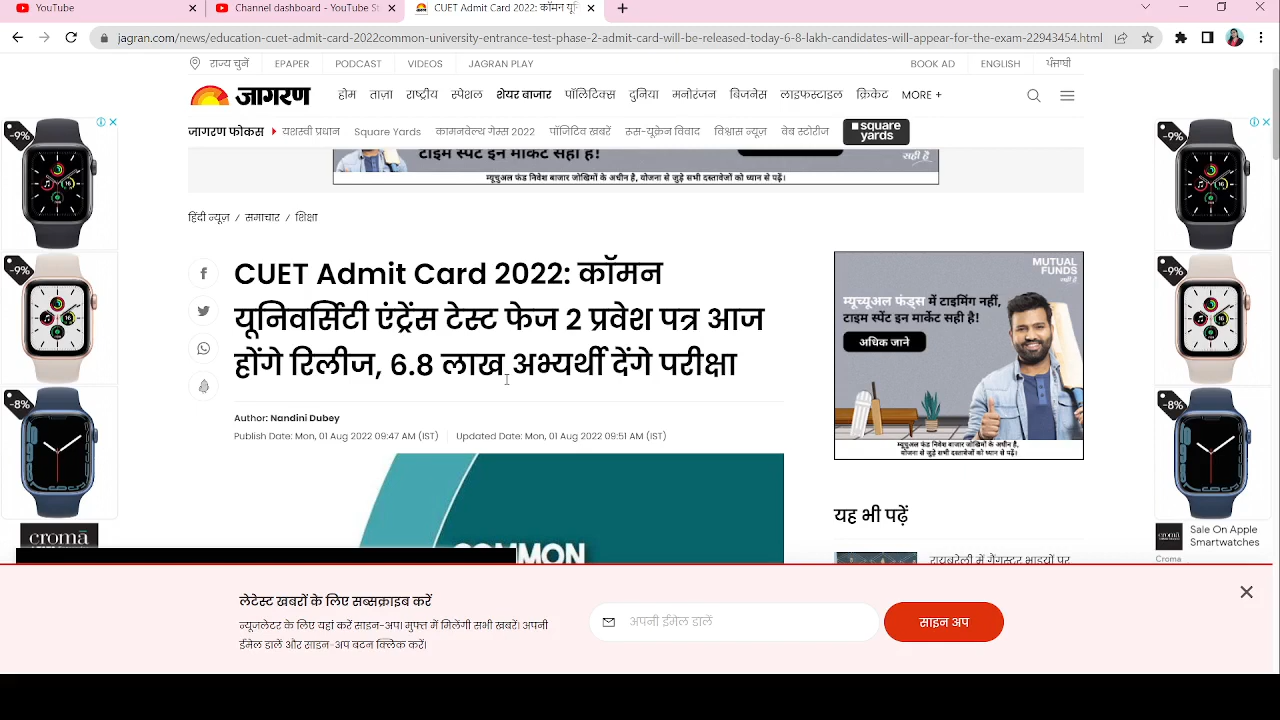 YouTube
Channel dashboard - YouTube St
CUET Admit Card 2022: कॉमन यूनि
jagran.com/news/education-cuet-admit-card-2022common-university-entrance-test-phase-2-admit-card-will-be-released-today-6-8-lakh-candidates-will-appear-for-the-exam-22943454.html
राज्य चुनें EPAPER PODCAST VIDEOS JAGRAN PLAY BOOK AD ENGLISH ਪੰਜਾਬੀ
जागरण होम ताज़ा राष्ट्रीय स्पेशल शेयर बाजार पॉलिटिक्स दुनिया मनोरंजन बिजनेस लाइफस्टाइल क्रिकेट MORE +
जागरण फोकस यशस्वी प्रधान Square Yards कामनवेल्थ गेम्स 2022 पॉजिटिव खबरें रूस-यूक्रेन विवाद विश्वास न्यूज़ वेब स्टोरीज square yards
टाइम स्पेंट इन मार्केट सही है!
सही है
म्यूचुअल फंड निवेश बाजार जोखिमों के अधीन है, योजना से जुड़े सभी दस्तावेजों को ध्यान से पढ़ें।
हिंदी न्यूज़ / समाचार / शिक्षा
CUET Admit Card 2022: कॉमन
यूनिवर्सिटी एंट्रेंस टेस्ट फेज 2 प्रवेश पत्र आज
होंगे रिलीज, 6.8 लाख अभ्यर्थी देंगे परीक्षा
Author: Nandini Dubey
Publish Date: Mon, 01 Aug 2022 09:47 AM (IST) Updated Date: Mon, 01 Aug 2022 09:51 AM (IST)
COMMON
MUTUAL
FUNDS
सही है
म्यूच्यूअल फंड्स में टाइमिंग नहीं,
टाइम स्पेंट इन मार्केट सही है!
अधिक जाने
म्यूचुअल फंड निवेश बाजार जोखिमों के अधीन है,
योजना से जुड़े सभी दस्तावेजों को ध्यान से पढ़ें।
यह भी पढ़ें
रायबरेली में गैंगस्टर भाइयों पर
-9%
-9%
-8%
croma
-9%
-9%
-8%
croma
Sale On Apple
Smartwatches
Croma
लेटेस्ट खबरों के लिए सब्सक्राइब करें
न्यूजलेटर के लिए यहां करें साइन-अप। मुफ्त में मिलेंगी सभी खबरें। अपनी
ईमेल डालें और साइन-अप बटन क्लिक करें।
अपनी ईमेल डालें
साइन अप